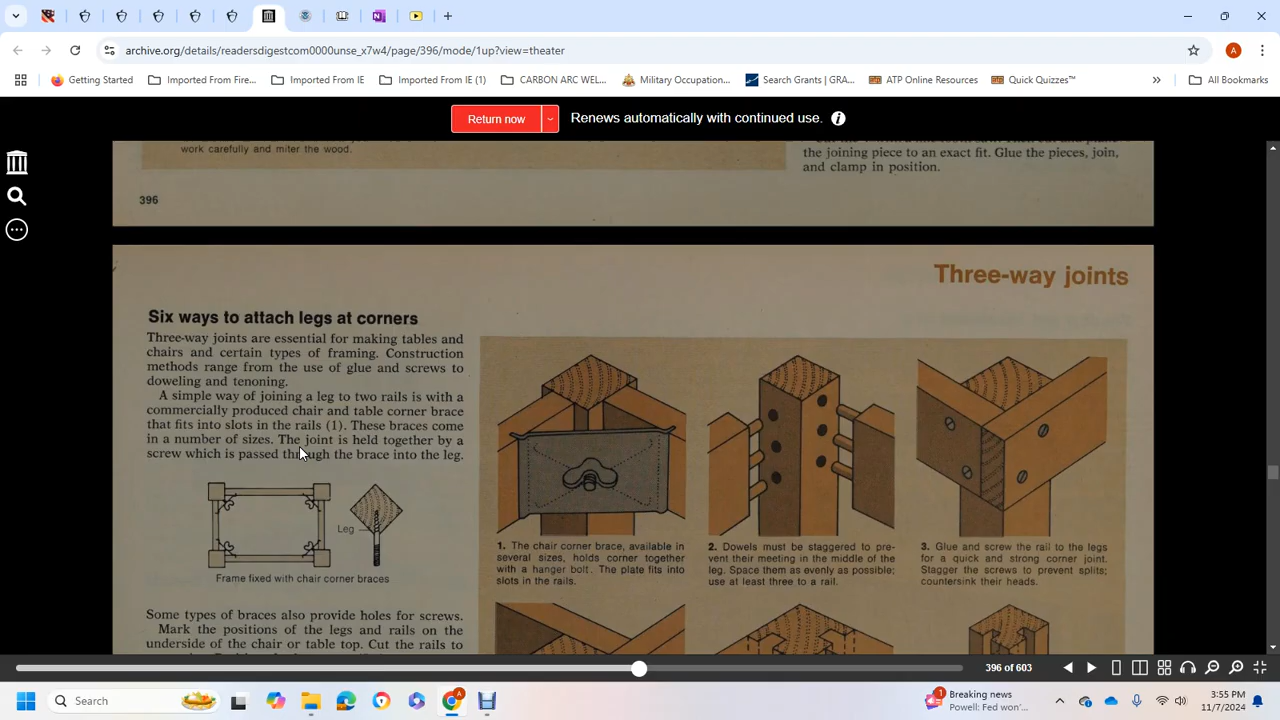 archive.org/details/readersdigestcom0000unse_x7w4/page/396/mode/1up?view=theater
A
Getting Started
Imported From Fire...
Imported From IE
Imported From IE (1)
CARBON ARC WEL...
Military Occupation...
Search Grants | GRA...
ATP Online Resources
Quick Quizzes™
All Bookmarks
Return now
Renews automatically with continued use.
work carefully and miter the wood.
the joining piece to an exact fit. Glue the pieces, join,
and clamp in position.
396
Three-way joints
Six ways to attach legs at corners
Three-way joints are essential for making tables and
chairs and certain types of framing. Construction
methods range from the use of glue and screws to
doweling and tenoning.
A simple way of joining a leg to two rails is with a
commercially produced chair and table corner brace
that fits into slots in the rails (1). These braces come
in a number of sizes. The joint is held together by a
screw which is passed through the brace into the leg.
Leg
Frame fixed with chair corner braces
Some types of braces also provide holes for screws.
Mark the positions of the legs and rails on the
underside of the chair or table top. Cut the rails to
1. The chair corner brace, available in
several sizes, holds corner together
with a hanger bolt. The plate fits into
slots in the rails.
2. Dowels must be staggered to pre-
vent their meeting in the middle of the
leg. Space them as evenly as possible;
use at least three to a rail.
3. Glue and screw the rail to the legs
for a quick and strong corner joint.
Stagger the screws to prevent splits;
countersink their heads.
396 of 603
Search
1
Breaking news
Powell: Fed won'...
3:55 PM
11/7/2024